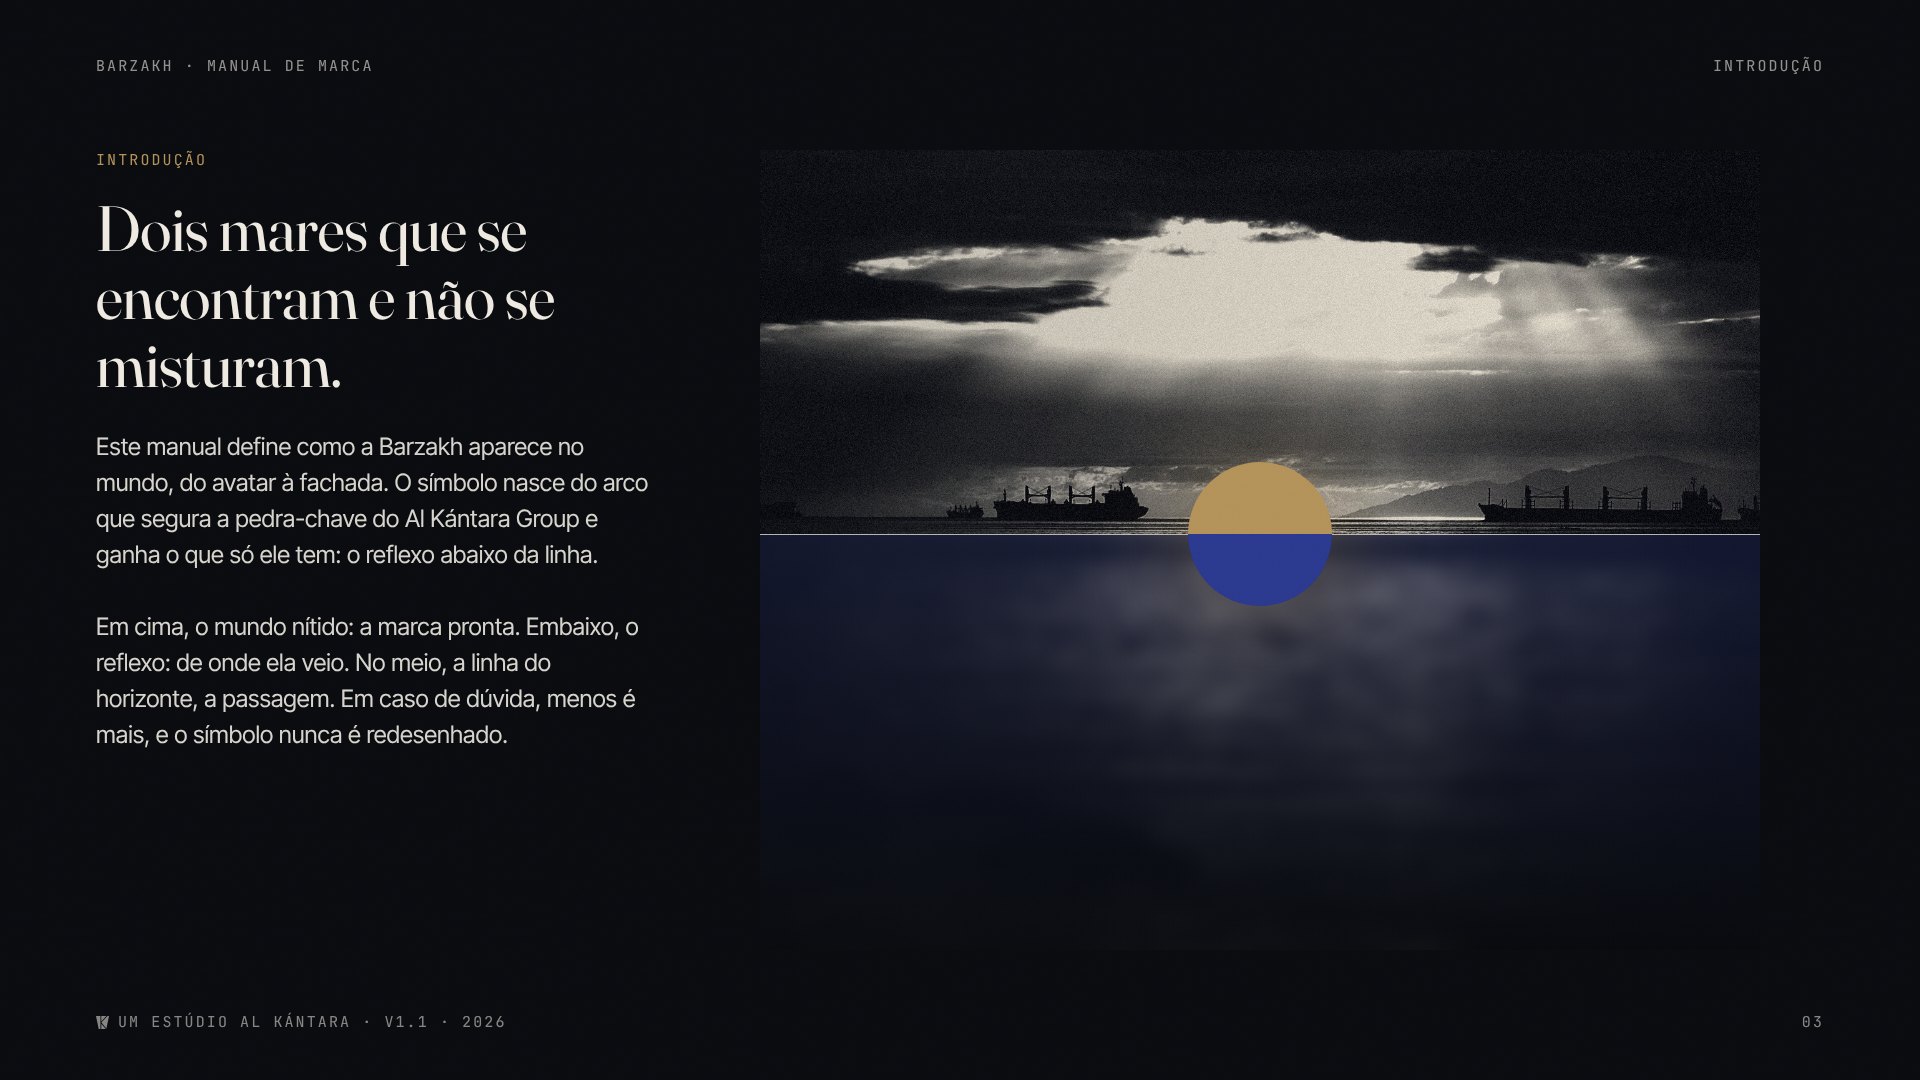 BARZAKH · MANUAL DE MARCA
INTRODUÇÃO
INTRODUÇÃO
Dois mares que se
encontram e não se
misturam.
Este manual define como a Barzakh aparece no
mundo, do avatar à fachada. O símbolo nasce do arco
que segura a pedra-chave do Al Kántara Group e
ganha o que só ele tem: o reflexo abaixo da linha.
Em cima, o mundo nítido: a marca pronta. Embaixo, o
reflexo: de onde ela veio. No meio, a linha do
horizonte, a passagem. Em caso de dúvida, menos é
mais, e o símbolo nunca é redesenhado.
UM ESTÚDIO AL KÁNTARA · V1.1 · 2026
03